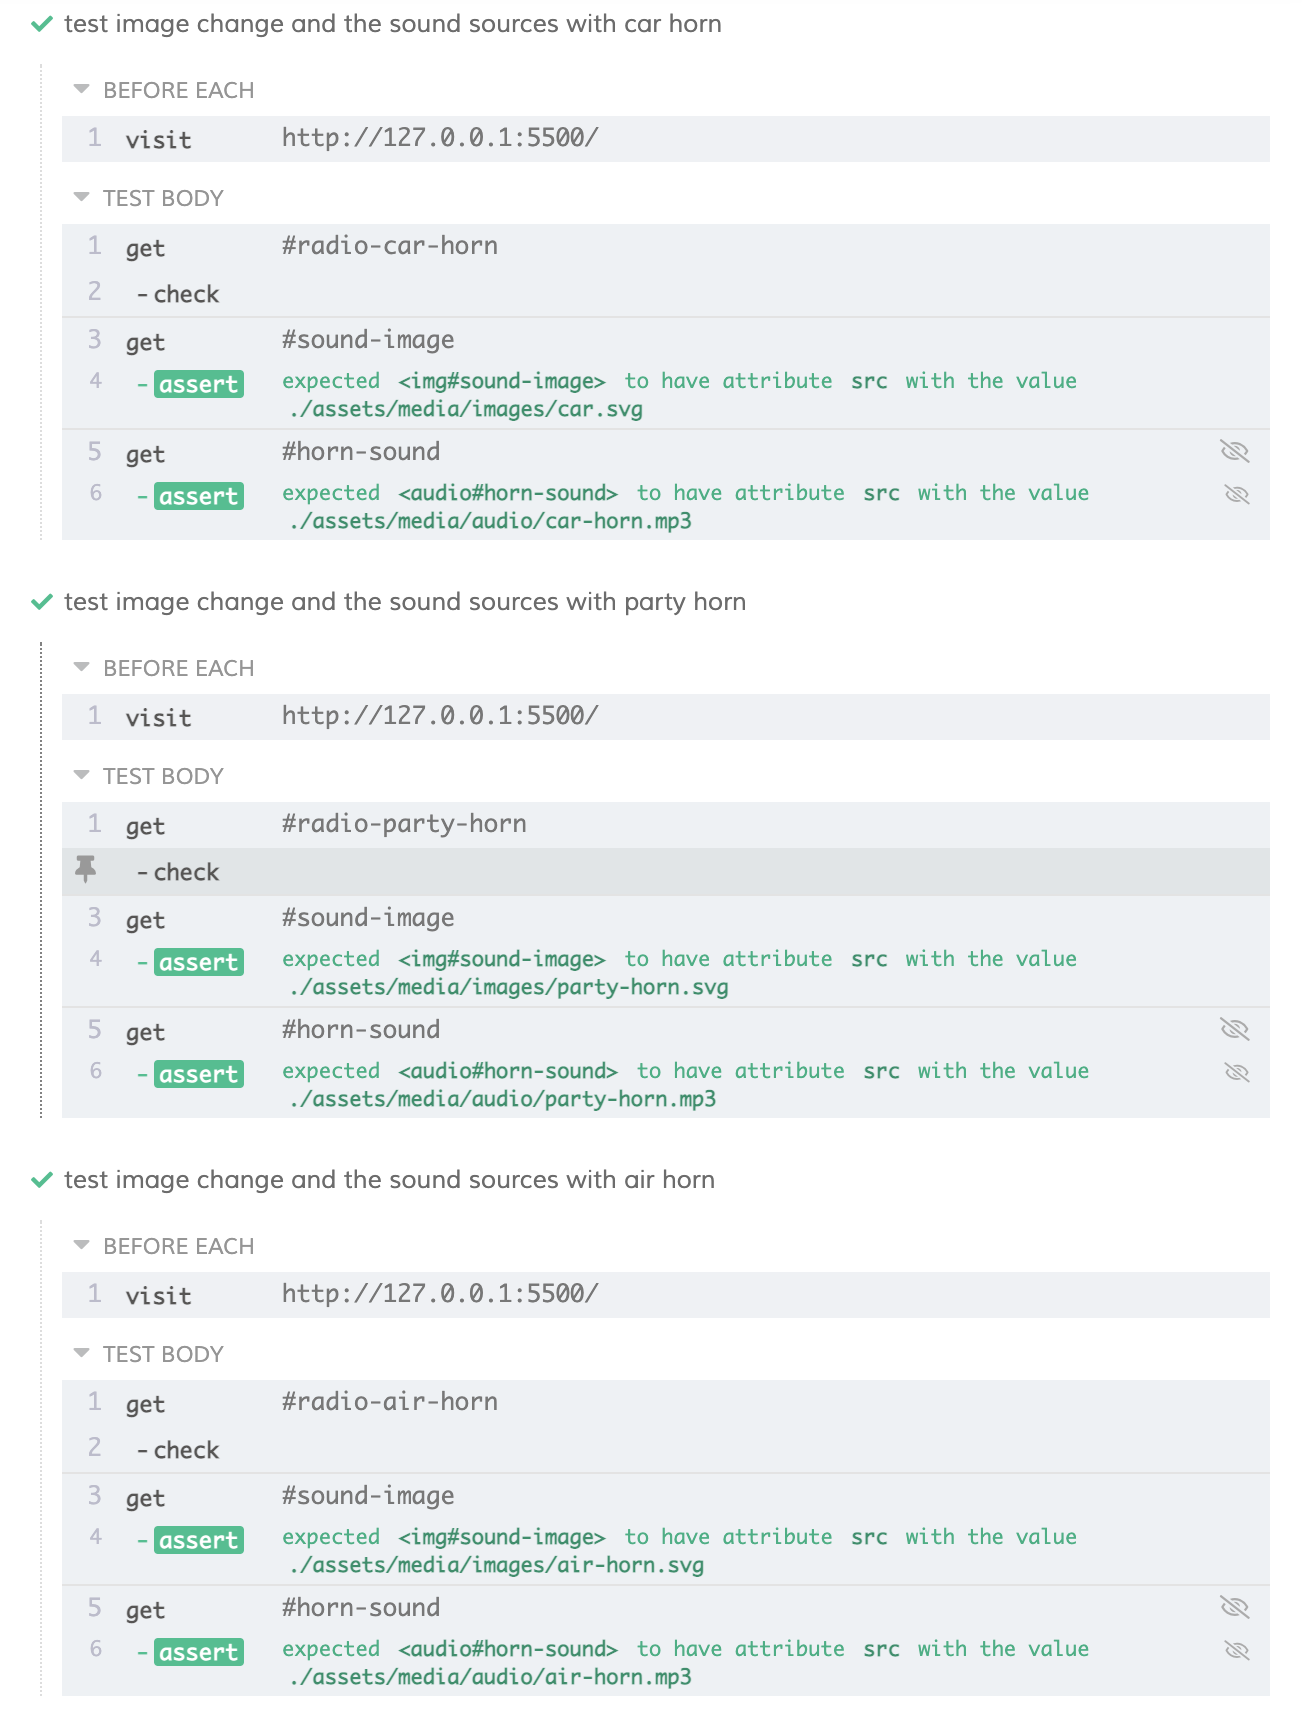 test image change and the sound sources with car horn
BEFORE EACH
1 visit http://127.0.0.1:5500/
TEST BODY
1 get #radio-car-horn
2 -check
3 get #sound-image
4 -assert expected <img#sound-image> to have attribute src with the value
./assets/media/images/car.svg
5 get #horn-sound
6 -assert expected <audio#horn-sound> to have attribute src with the value
./assets/media/audio/car-horn.mp3
test image change and the sound sources with party horn
BEFORE EACH
1 visit http://127.0.0.1:5500/
TEST BODY
1 get #radio-party-horn
-check
3 get #sound-image
4 -assert expected <img#sound-image> to have attribute src with the value
./assets/media/images/party-horn.svg
5 get #horn-sound
6 -assert expected <audio#horn-sound> to have attribute src with the value
./assets/media/audio/party-horn.mp3
test image change and the sound sources with air horn
BEFORE EACH
1 visit http://127.0.0.1:5500/
TEST BODY
1 get #radio-air-horn
2 -check
3 get #sound-image
4 -assert expected <img#sound-image> to have attribute src with the value
./assets/media/images/air-horn.svg
5 get #horn-sound
6 -assert expected <audio#horn-sound> to have attribute src with the value
./assets/media/audio/air-horn.mp3